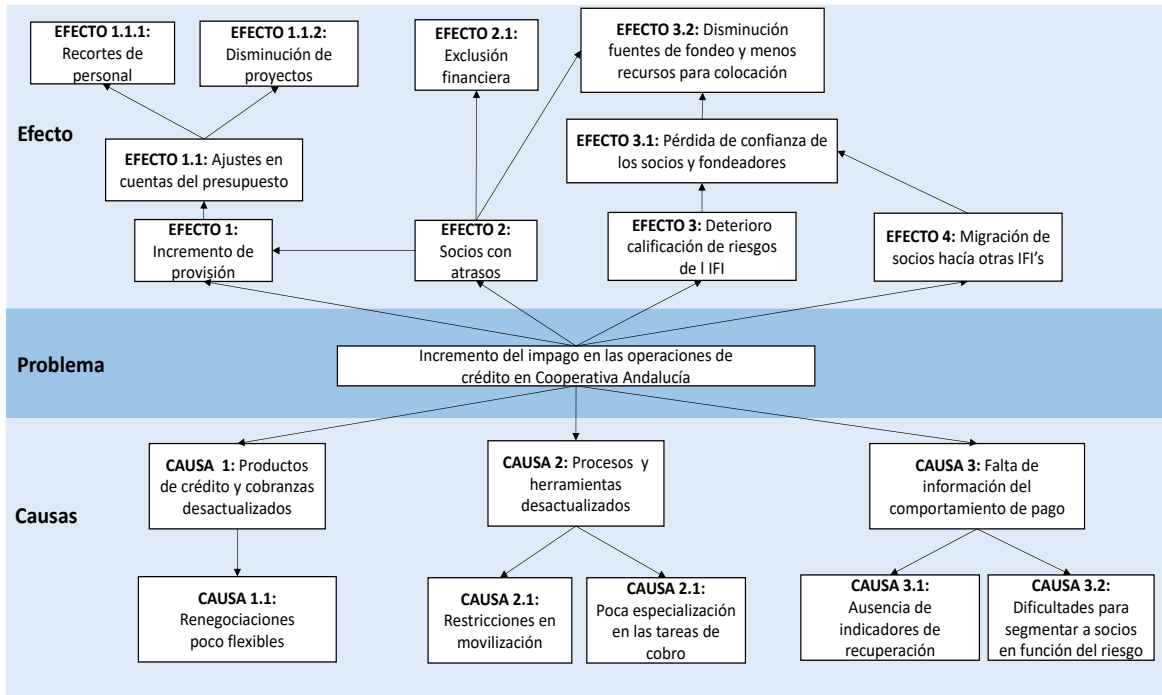 EFECTO 1.1.1:
Recortes de
personal
EFECTO 1.1.2:
Disminución de
proyectos
EFECTO 2.1:
Exclusión
financiera
EFECTO 3.2: Disminución
fuentes de fondeo y menos
recursos para colocación
Efecto
EFECTO 1.1: Ajustes en
cuentas del presupuesto
EFECTO 3.1: Pérdida de confianza de
los socios y fondeadores
EFECTO 1:
Incremento de
provisión
EFECTO 2:
Socios con
atrasos
EFECTO 3: Deterioro
calificación de riesgos
de l IFI
EFECTO 4: Migración de
socios hacía otras IFI’s
Problema
Incremento del impago en las operaciones de
crédito en Cooperativa Andalucía
Causas
CAUSA 1: Productos
de crédito y cobranzas
desactualizados
CAUSA 2: Procesos y
herramientas
desactualizados
CAUSA 3: Falta de
información del
comportamiento de pago
CAUSA 1.1:
Renegociaciones
poco flexibles
CAUSA 2.1:
Restricciones en
movilización
CAUSA 2.1:
Poca especialización
en las tareas de
cobro
CAUSA 3.1:
Ausencia de
indicadores de
recuperación
CAUSA 3.2:
Dificultades para
segmentar a socios
en función del riesgo